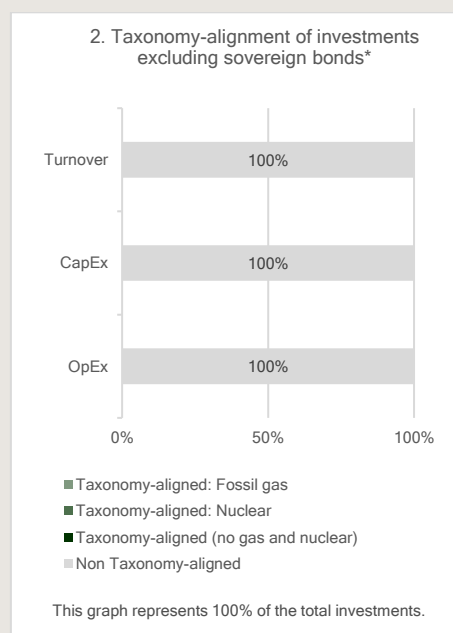 2. Taxonomy-alignment of investments
excluding sovereign bonds*
Turnover
100%
CapEx
100%
OpEx
100%
0%
50%
100%
Taxonomy-aligned: Fossil gas
Taxonomy-aligned: Nuclear
Taxonomy-aligned (no gas and nuclear)
Non Taxonomy-aligned
This graph represents 100% of the total investments.